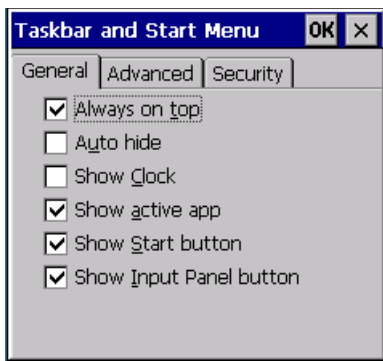 Taskbar and Start Menu OK ×
General Advanced Security
Always on top
Auto hide
Show Clock
Show active app
Show Start button
Show Input Panel button